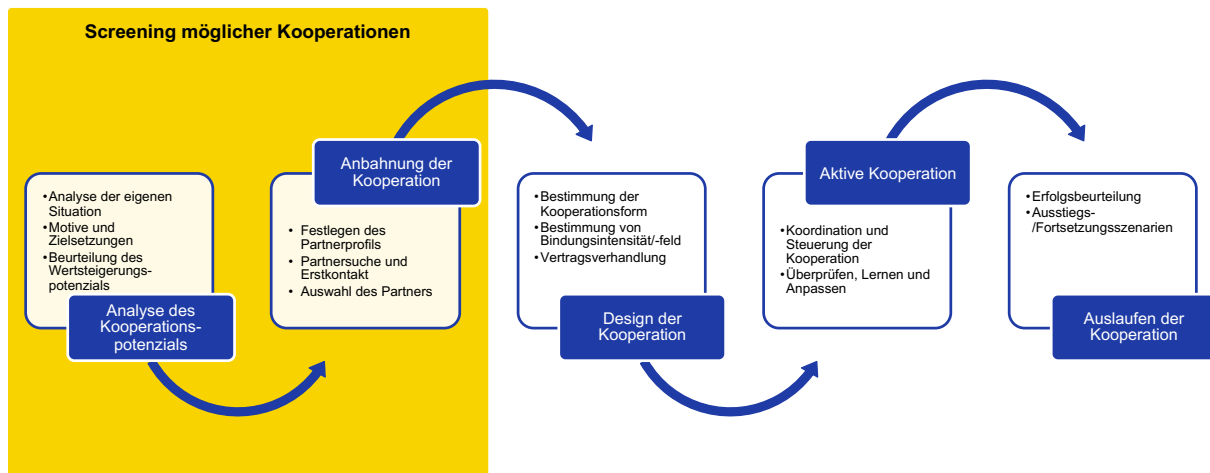 Screening möglicher Kooperationen
•Analyse der eigenen
Situation
•Motive und
Zielsetzungen
•Beurteilung des
Wertsteigerungs-
potenzials
Analyse des
Kooperations-
potenzials
Anbahnung der
Kooperation
• Festlegen des
Partnerprofils
• Partnersuche und
Erstkontakt
• Auswahl des Partners
•Bestimmung der
Kooperationsform
•Bestimmung von
Bindungsintensität/-feld
•Vertragsverhandlung
Design der
Kooperation
Aktive Kooperation
•Koordination und
Steuerung der
Kooperation
•Überprüfen, Lernen und
Anpassen
•Erfolgsbeurteilung
•Ausstiegs-
/Fortsetzungsszenarien
Auslaufen der
Kooperation